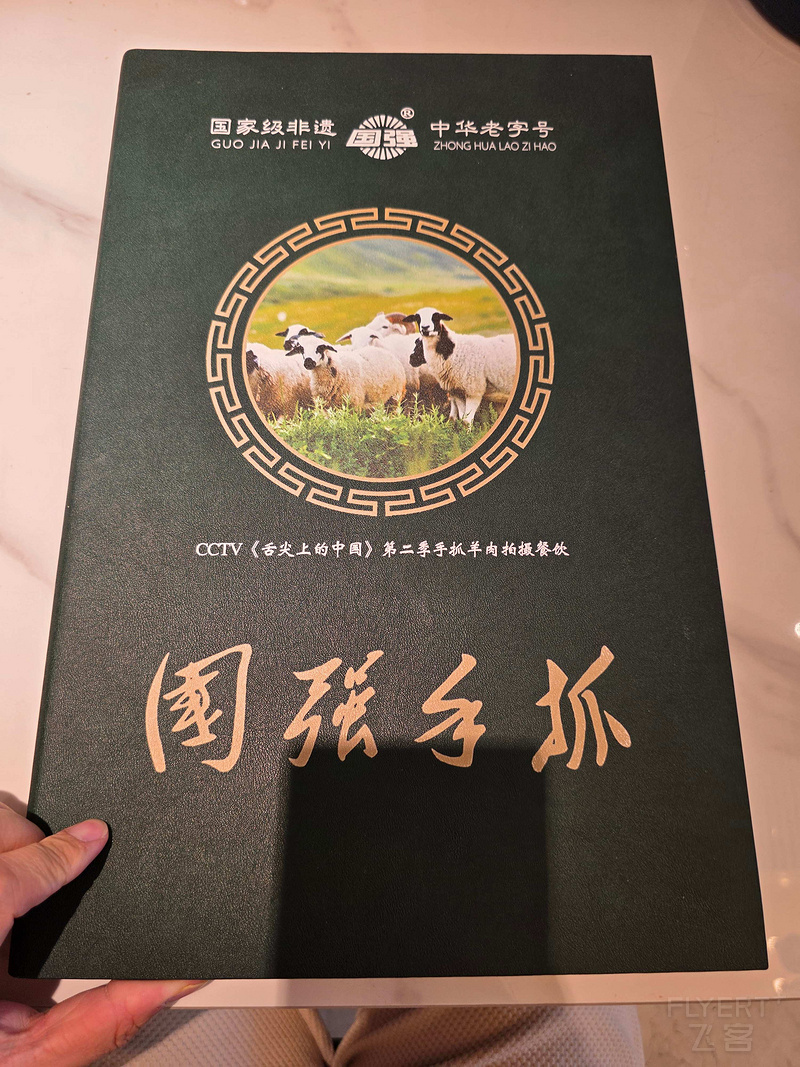 国家级非遗
GUO JIA JI FEI YI
国强®
中华老字号
ZHONG HUA LAO ZI HAO
CCTV《舌尖上的中国》第二季手抓羊肉拍摄餐饮
國强手抓
FLYERT
飞客